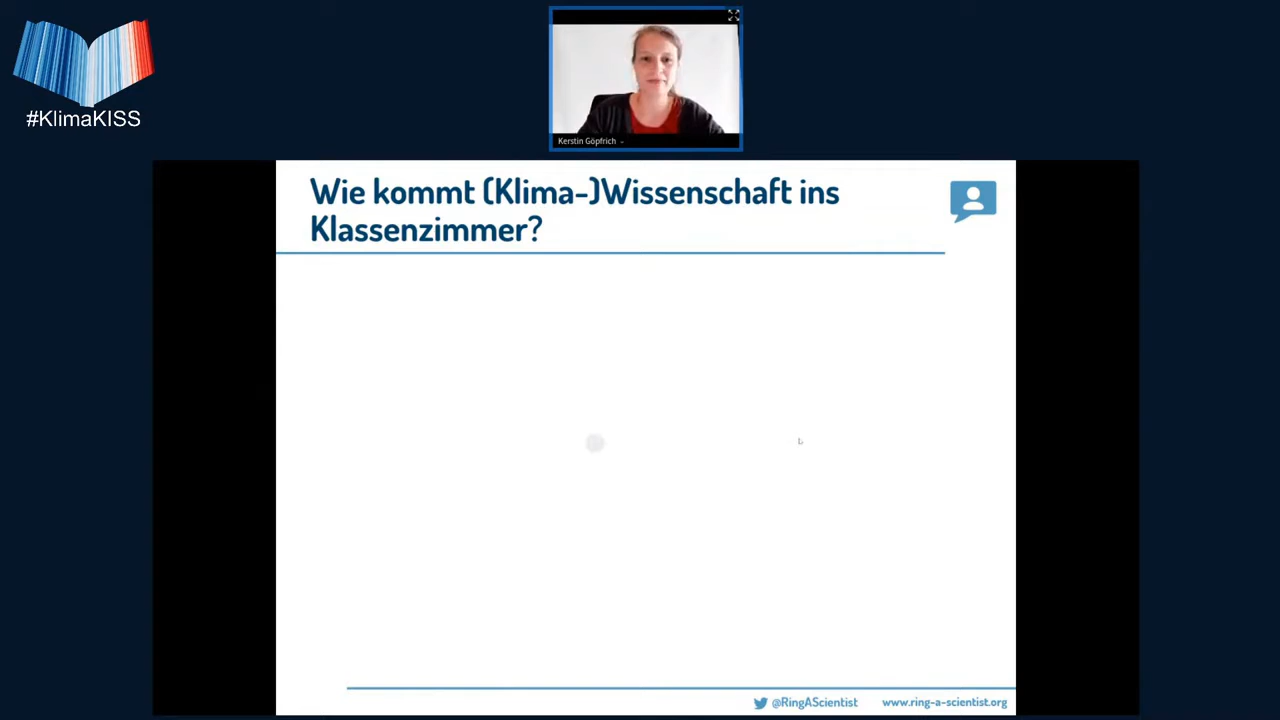 #KlimaKISS
Kerstin Göpfrich
Wie kommt (Klima-)Wissenschaft ins
Klassenzimmer?
@RingAScientist www.ring-a-scientist.org